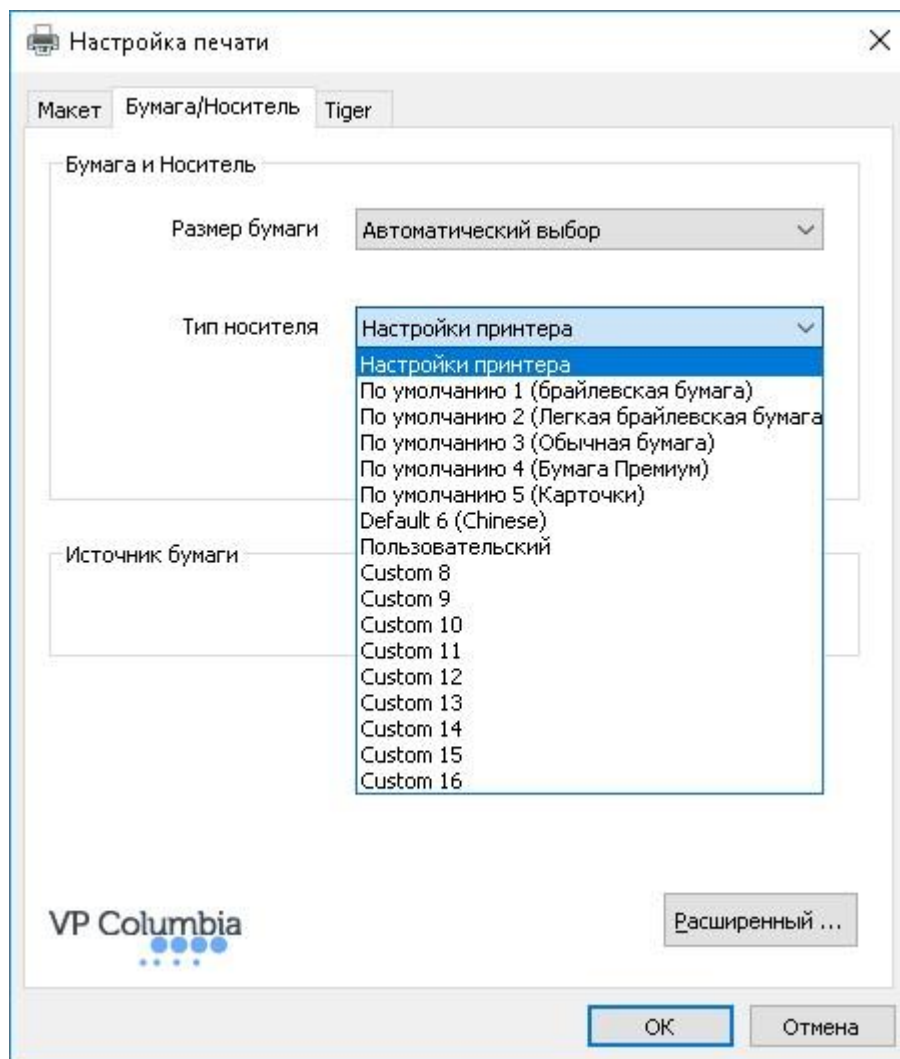 Настройка печати
Макет Бумага/Носитель Tiger
Бумага и Носитель
Размер бумаги Автоматический выбор
Тип носителя Настройки принтера
Настройки принтера
По умолчанию 1 (брайлевская бумага)
По умолчанию 2 (Легкая брайлевская бумага
По умолчанию 3 (Обычная бумага)
По умолчанию 4 (Бумага Премиум)
По умолчанию 5 (Карточки)
Default 6 (Chinese)
Источник бумаги
Пользовательский
Custom 8
Custom 9
Custom 10
Custom 11
Custom 12
Custom 13
Custom 14
Custom 15
Custom 16
VP Columbia
Расширенный ...
ОК Отмена